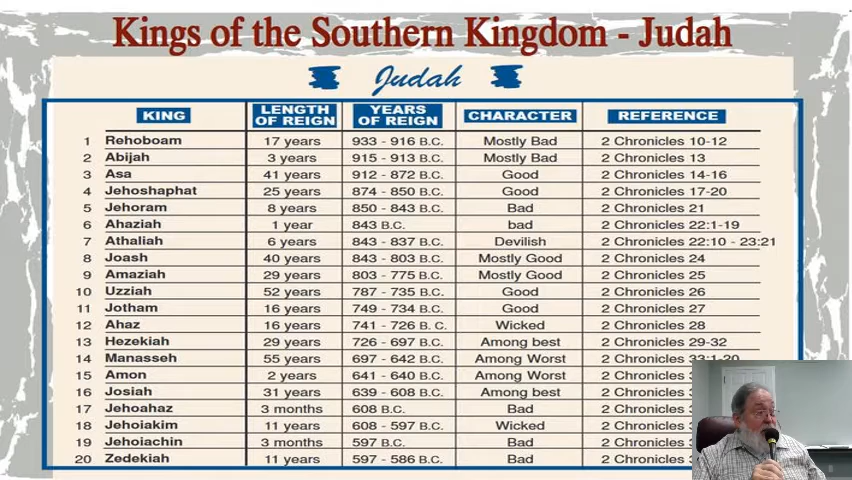 Kings of the Southern Kingdom - Judah
Judah
KING LENGTH OF REIGN YEARS OF REIGN CHARACTER REFERENCE
1 Rehoboam 17 years 933 - 916 B.C. Mostly Bad 2 Chronicles 10-12
2 Abijah 3 years 915 - 913 B.C. Mostly Bad 2 Chronicles 13
3 Asa 41 years 912 - 872 B.C. Good 2 Chronicles 14-16
4 Jehoshaphat 25 years 874 - 850 B.C. Good 2 Chronicles 17-20
5 Jehoram 8 years 850 - 843 B.C. Bad 2 Chronicles 21
6 Ahaziah 1 year 843 B.C. bad 2 Chronicles 22:1-19
7 Athaliah 6 years 843 - 837 B.C. Devilish 2 Chronicles 22:10 - 23:21
8 Joash 40 years 843 - 803 B.C. Mostly Good 2 Chronicles 24
9 Amaziah 29 years 803 - 775 B.C. Mostly Good 2 Chronicles 25
10 Uzziah 52 years 787 - 735 B.C. Good 2 Chronicles 26
11 Jotham 16 years 749 - 734 B.C. Good 2 Chronicles 27
12 Ahaz 16 years 741 - 726 B. C. Wicked 2 Chronicles 28
13 Hezekiah 29 years 726 - 697 B.C. Among best 2 Chronicles 29-32
14 Manasseh 55 years 697 - 642 B.C. Among Worst 2 Chronicles 33:1-20
15 Amon 2 years 641 - 640 B.C. Among Worst 2 Chronicles
16 Josiah 31 years 639 - 608 B.C. Among best 2 Chronicles
17 Jehoahaz 3 months 608 B.C. Bad 2 Chronicles
18 Jehoiakim 11 years 608 - 597 B.C. Wicked 2 Chronicles
19 Jehoiachin 3 months 597 B.C. Bad 2 Chronicles
20 Zedekiah 11 years 597 - 586 B.C. Bad 2 Chronicles